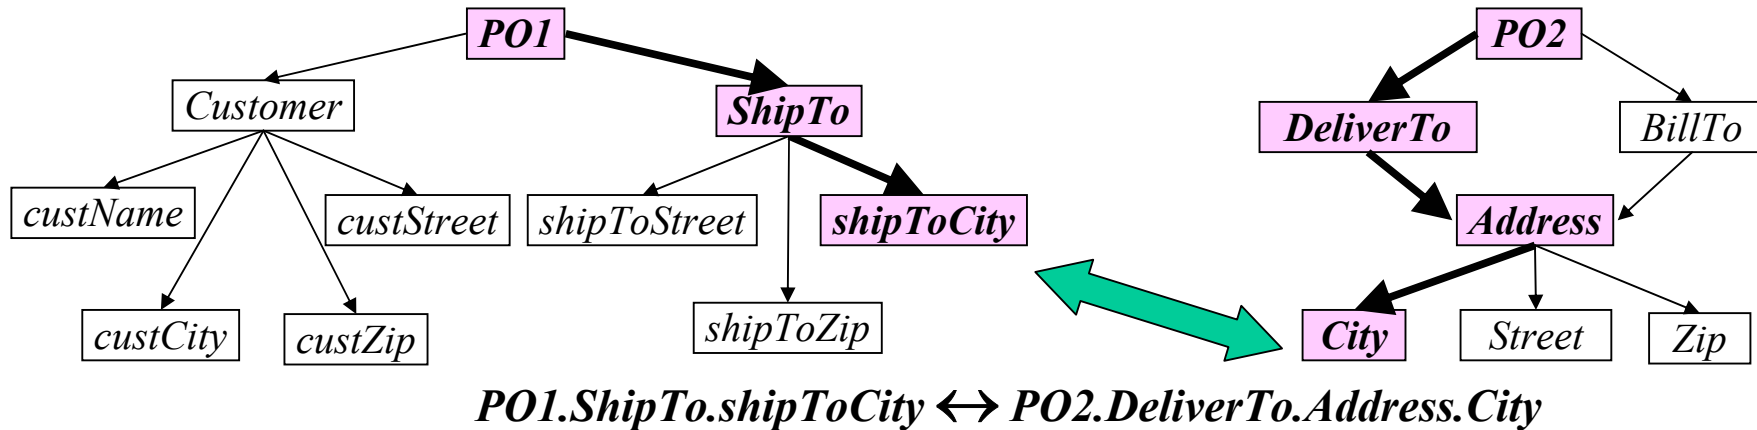 PO1
PO2
Customer
ShipTo
DeliverTo
BillTo
custName
custStreet
shipToStreet
shipToCity
Address
custCity
custZip
shipToZip
City
Street
Zip
PO1.ShipTo.shipToCity ↔ PO2.DeliverTo.Address.City